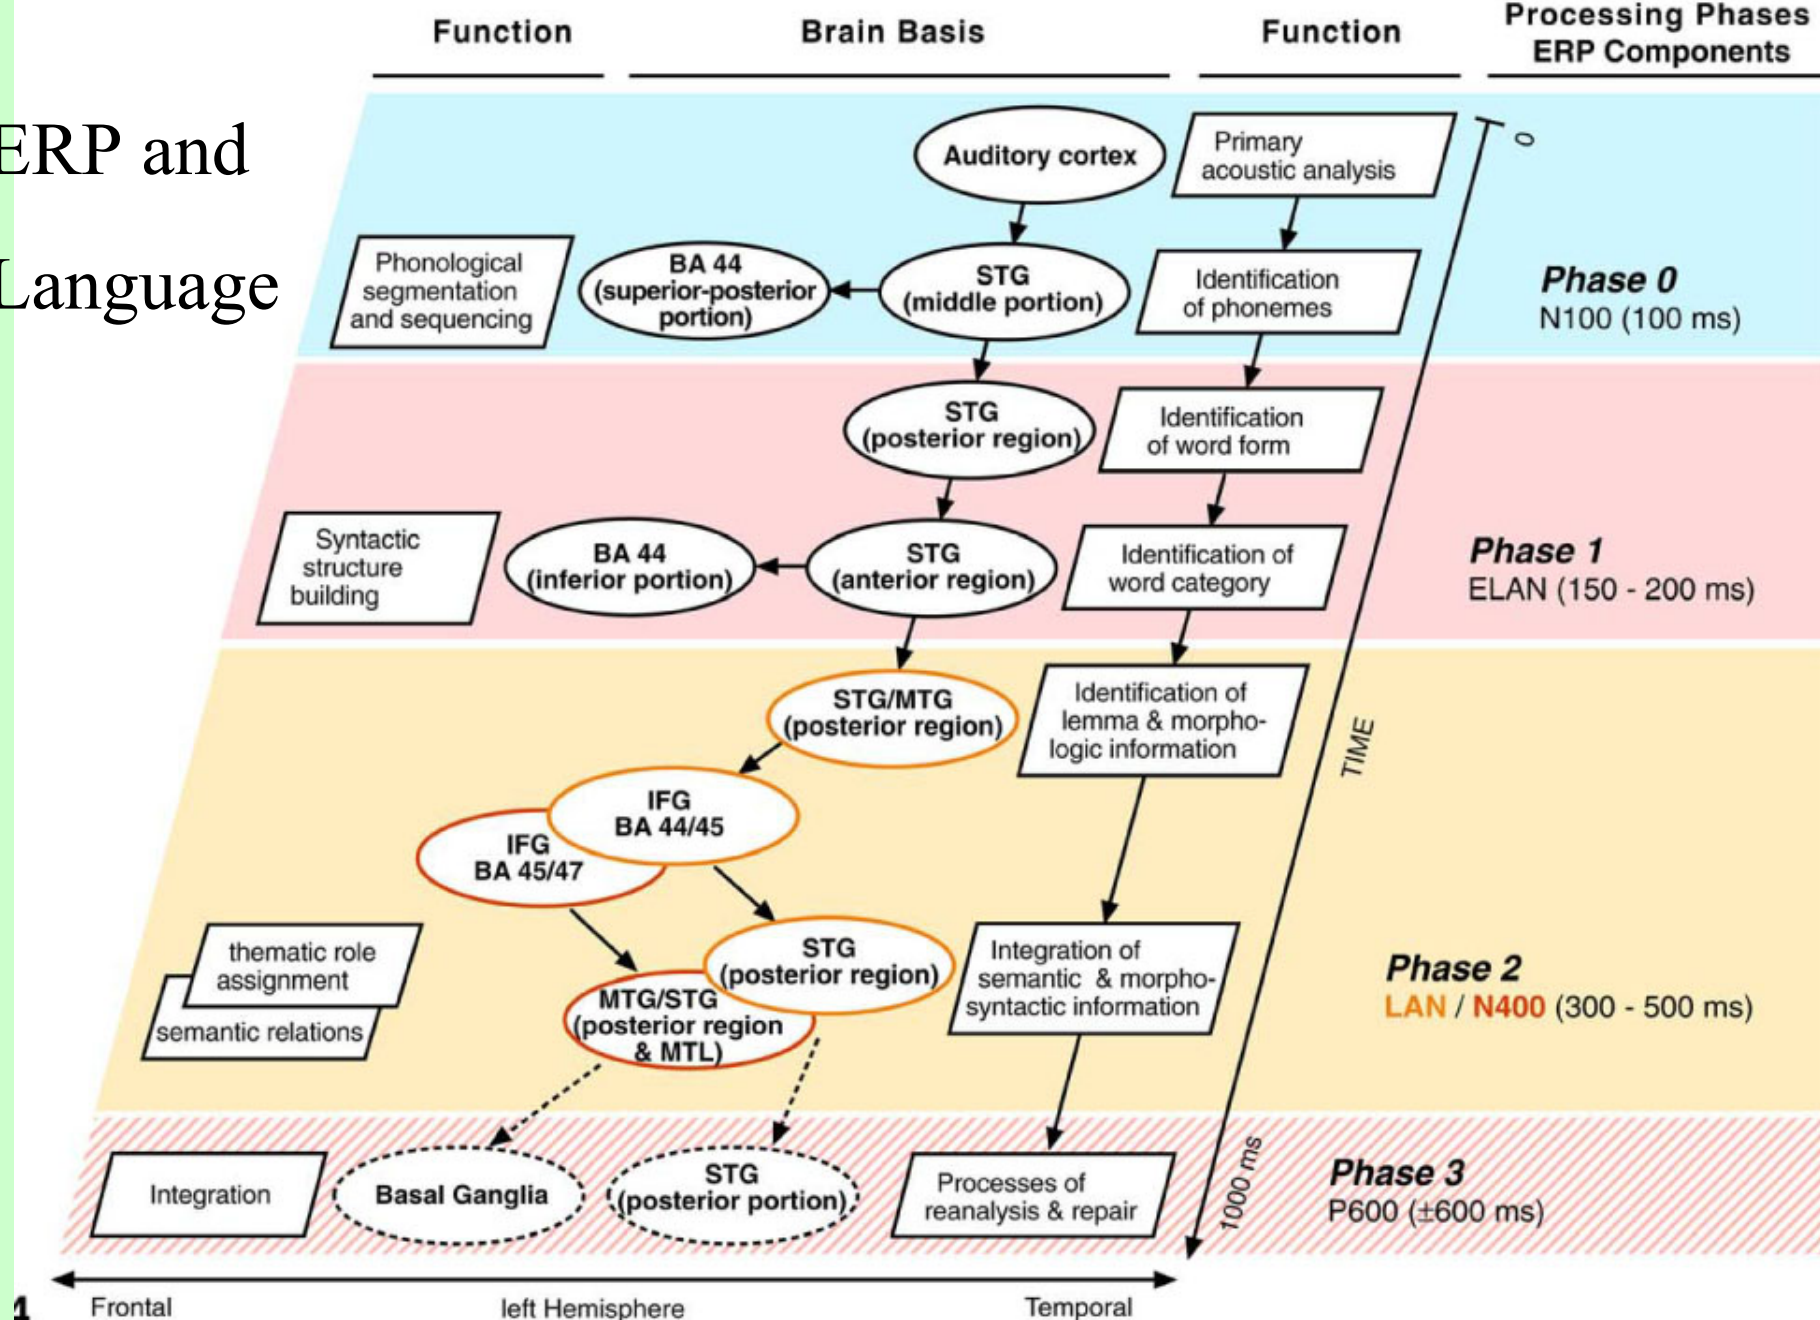 Function
Brain Basis
Function
Processing Phases
ERP Components
ERP and
Language
Auditory cortex
Primary
acoustic analysis
0
Phonological
segmentation
and sequencing
BA 44
(superior-posterior
portion)
STG
(middle portion)
Identification
of phonemes
Phase 0
N100 (100 ms)
STG
(posterior region)
Identification
of word form
Syntactic
structure
building
BA 44
(inferior portion)
STG
(anterior region)
Identification of
word category
Phase 1
ELAN (150 - 200 ms)
STG/MTG
(posterior region)
Identification of
lemma & morpho-
logic information
TIME
IFG
BA 44/45
IFG
BA 45/47
thematic role
assignment
semantic relations
STG
(posterior region)
MTG/STG
(posterior region
& MTL)
Integration of
semantic & morpho-
syntactic information
Phase 2
LAN / N400 (300 - 500 ms)
Integration
Basal Ganglia
STG
(posterior portion)
Processes of
reanalysis & repair
1000 ms
Phase 3
P600 (±600 ms)
Frontal
left Hemisphere
Temporal